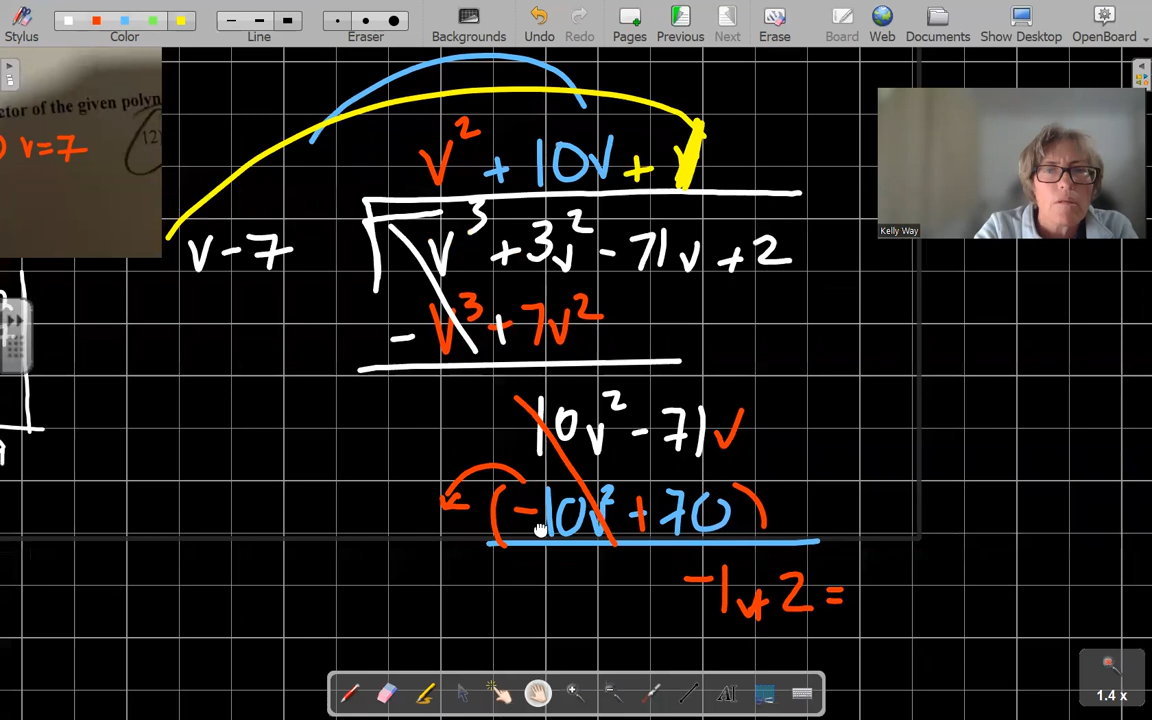 Stylus
Color
Line
Eraser
Backgrounds
Undo
Redo
Pages
Previous
Next
Erase
Board
Web
Documents
Show Desktop
OpenBoard
ctor of the given polyn
12)
v=7
v² + 10v +
v-7
v³ + 3v² - 71v + 2
- v³ + 7v²
10v² - 71v
(-10v² + 70)
-1v+2=
Kelly Way
1.4 x